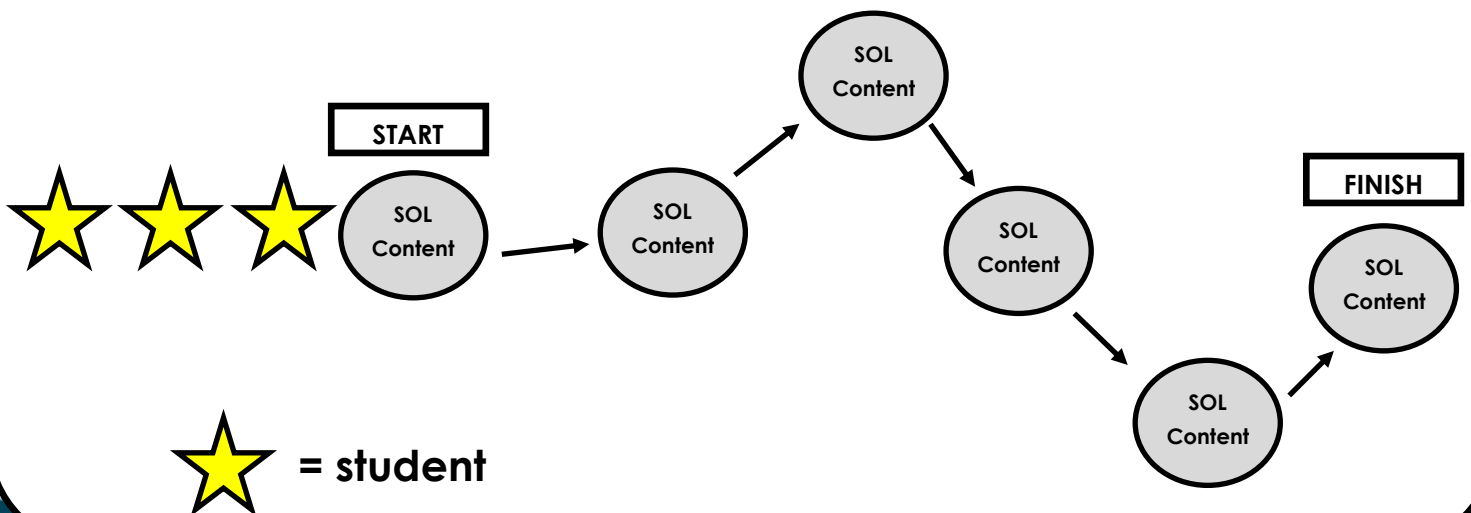 START
SOL
Content
SOL
Content
SOL
Content
SOL
Content
SOL
Content
FINISH
SOL
Content
= student